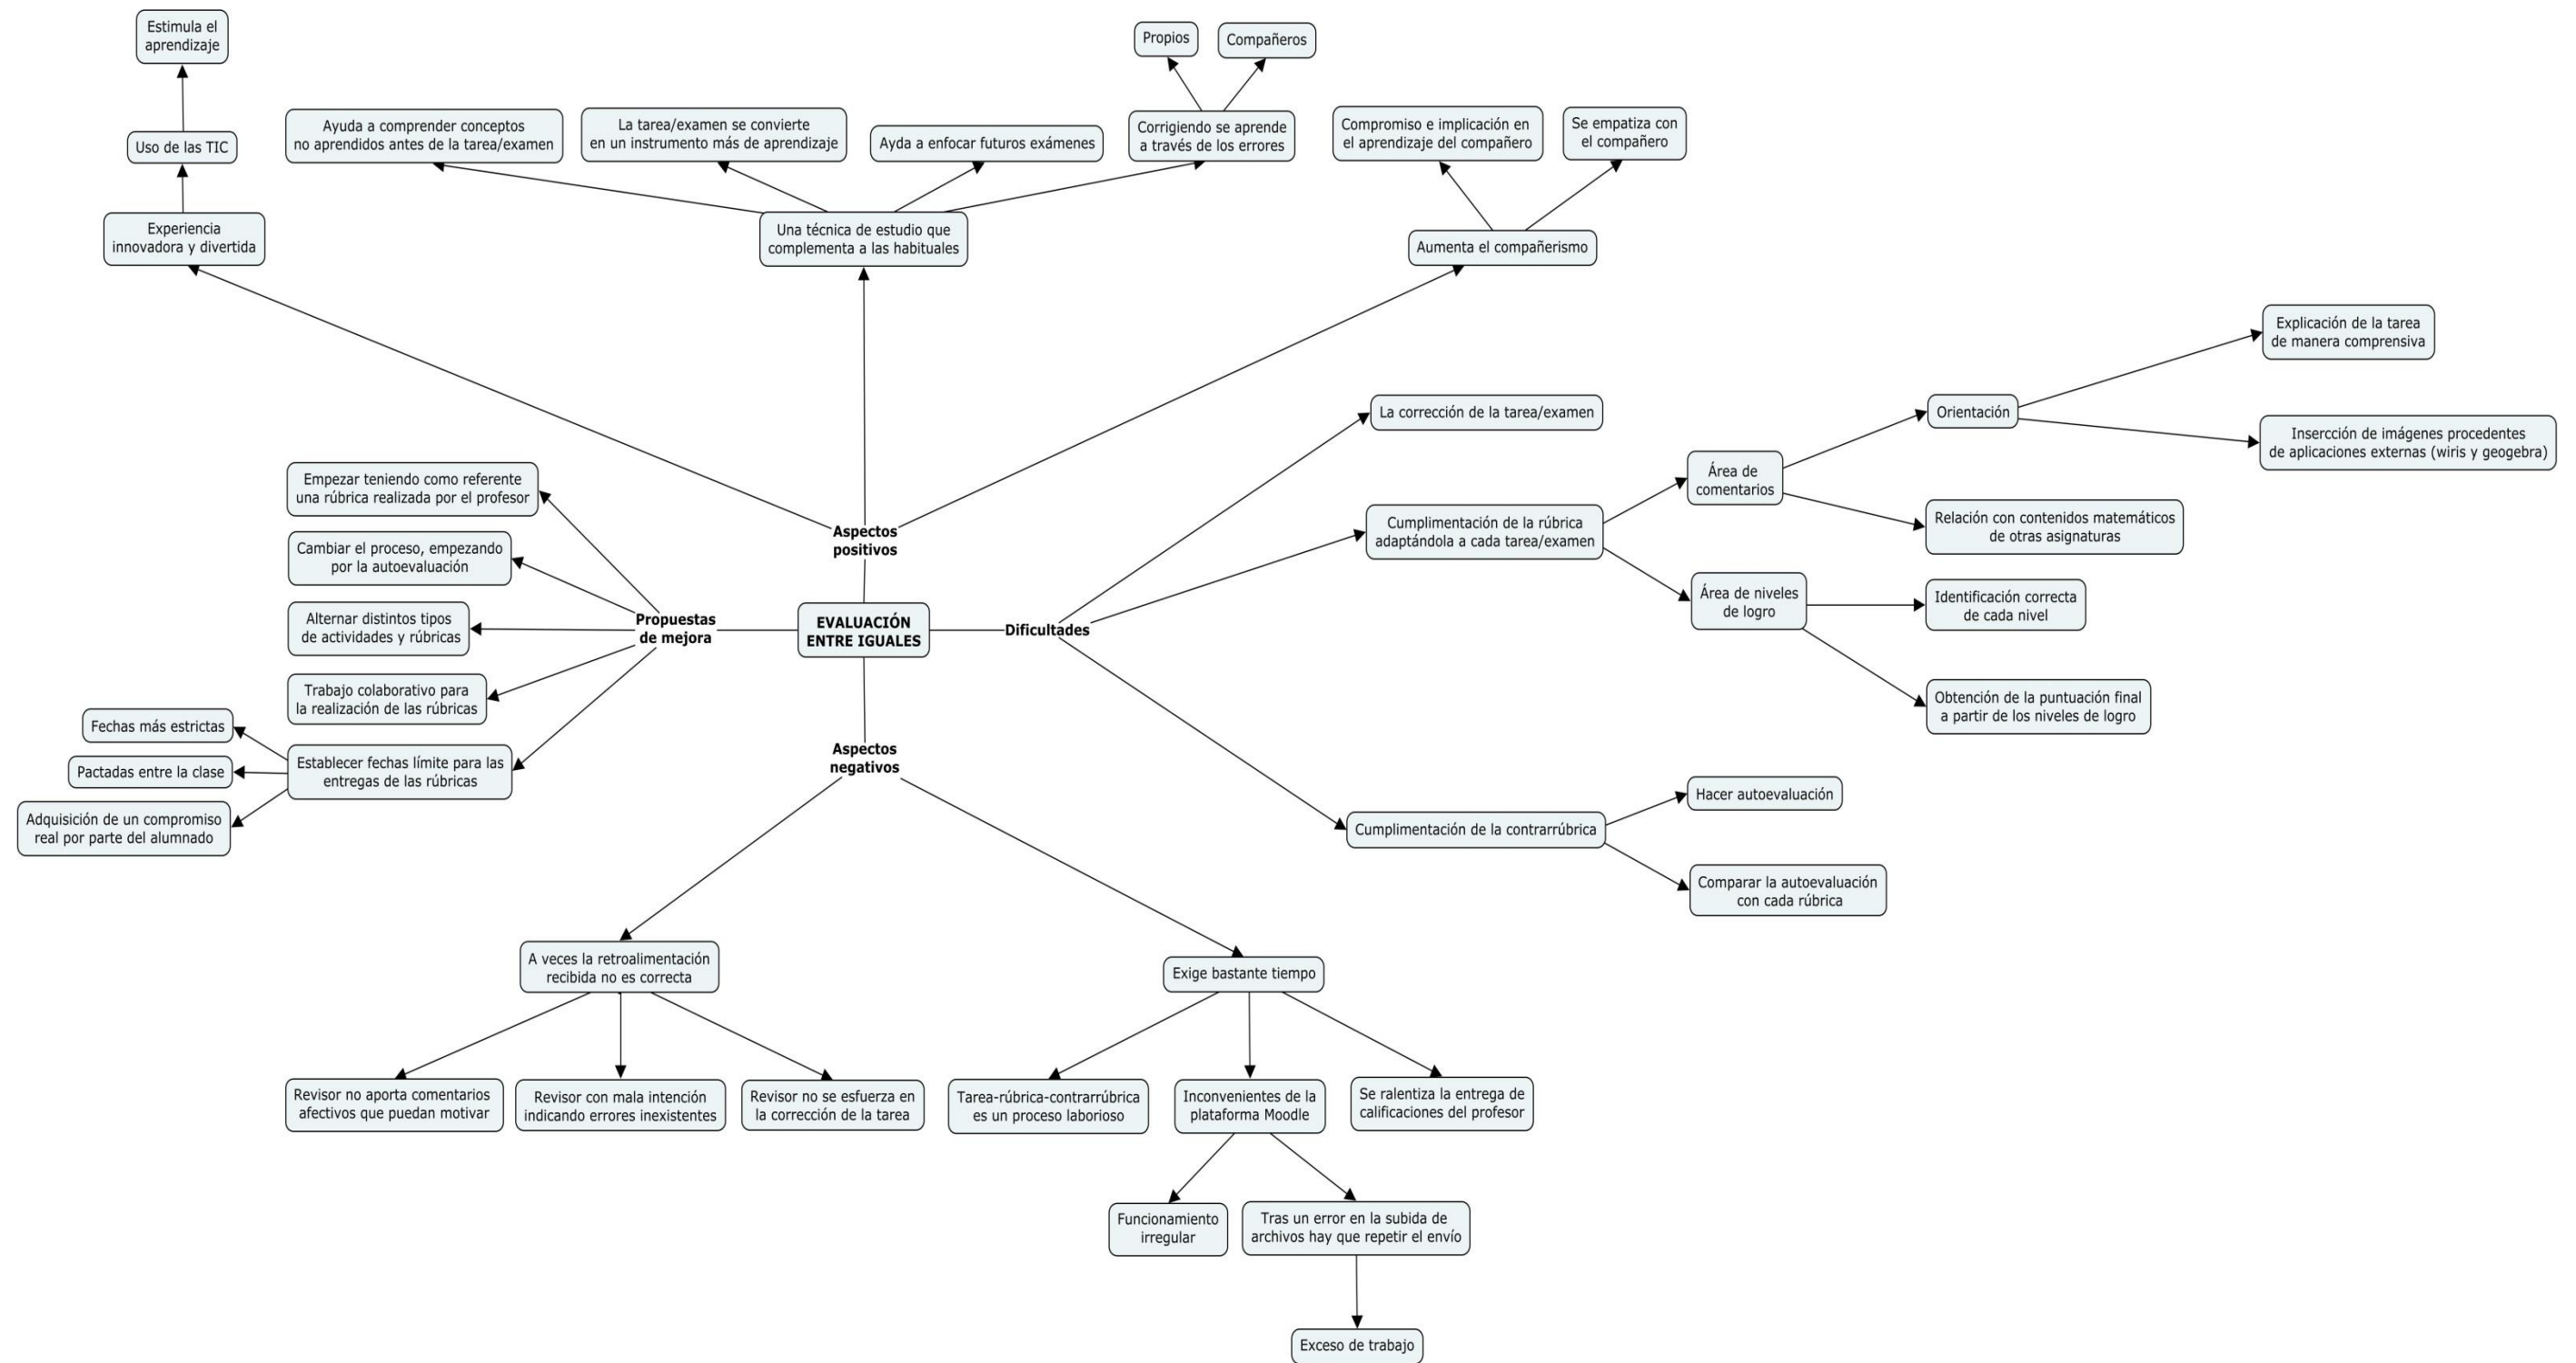 Estimula el
aprendizaje
Propios
Compañeros
Uso de las TIC
Ayuda a comprender conceptos
no aprendidos antes de la tarea/examen
La tarea/examen se convierte
en un instrumento más de aprendizaje
Ayda a enfocar futuros exámenes
Corrigiendo se aprende
a través de los errores
Compromiso e implicación en
el aprendizaje del compañero
Se empatiza con
el compañero
Experiencia
innovadora y divertida
Una técnica de estudio que
complementa a las habituales
Aumenta el compañerismo
Explicación de la tarea
de manera comprensiva
La corrección de la tarea/examen
Orientación
Insercción de imágenes procedentes
de aplicaciones externas (wiris y geogebra)
Empezar teniendo como referente
una rúbrica realizada por el profesor
Área de
comentarios
Aspectos
positivos
Cumplimentación de la rúbrica
adaptándola a cada tarea/examen
Relación con contenidos matemáticos
de otras asignaturas
Cambiar el proceso, empezando
por la autoevaluación
Área de niveles
de logro
Identificación correcta
de cada nivel
Alternar distintos tipos
de actividades y rúbricas
Propuestas
de mejora
EVALUACIÓN
ENTRE IGUALES
Dificultades
Trabajo colaborativo para
la realización de las rúbricas
Obtención de la puntuación final
a partir de los niveles de logro
Fechas más estrictas
Pactadas entre la clase
Adquisición de un compromiso
real por parte del alumnado
Establecer fechas límite para las
entregas de las rúbricas
Aspectos
negativos
Hacer autoevaluación
Cumplimentación de la contrarrúbrica
Comparar la autoevaluación
con cada rúbrica
A veces la retroalimentación
recibida no es correcta
Exige bastante tiempo
Revisor no aporta comentarios
afectivos que puedan motivar
Revisor con mala intención
indicando errores inexistentes
Revisor no se esfuerza en
la corrección de la tarea
Tarea-rúbrica-contrarrúbrica
es un proceso laborioso
Inconvenientes de la
plataforma Moodle
Se ralentiza la entrega de
calificaciones del profesor
Funcionamiento
irregular
Tras un error en la subida de
archivos hay que repetir el envío
Exceso de trabajo